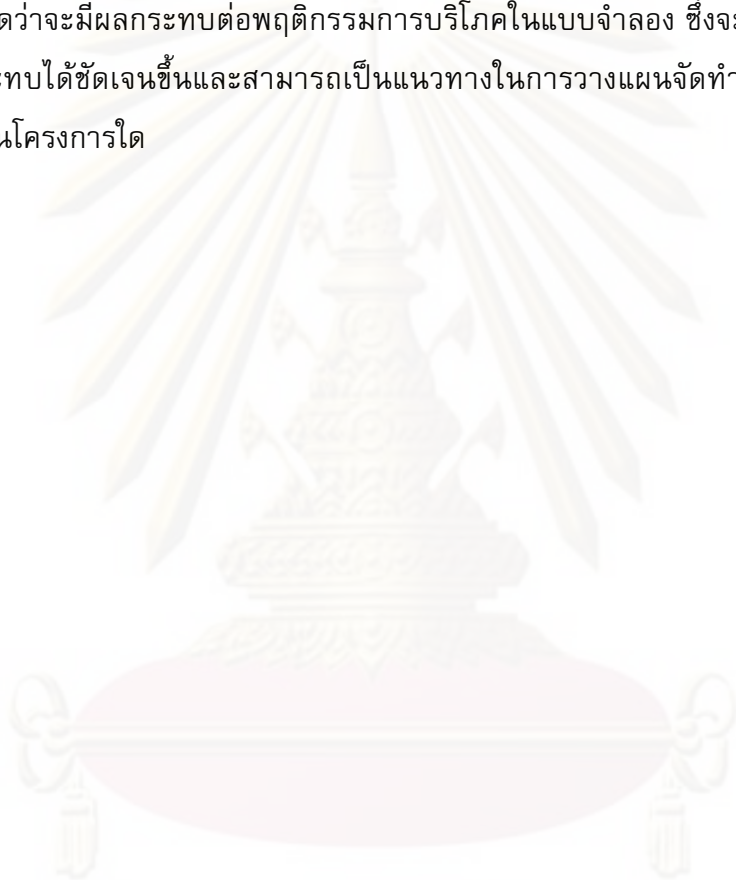 ดว่าจะมีผลกระทบต่อพฤติกรรมการบริโภคในแบบจำลอง ซึ่งจะ
ะทบได้ชัดเจนขึ้นและสามารถเป็นแนวทางในการวางแผนจัดทำ
นโครงการใด